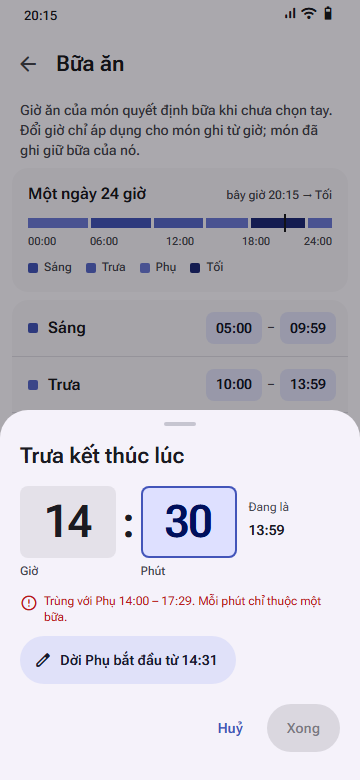 20:15
Bữa ăn
Giờ ăn của món quyết định bữa khi chưa chọn tay.
Đổi giờ chỉ áp dụng cho món ghi từ giờ; món đã
ghi giữ bữa của nó.
Một ngày 24 giờ
bây giờ 20:15 → Tối
00:00 06:00 12:00 18:00 24:00
Sáng Trưa Phụ Tối
Sáng 05:00 – 09:59
Trưa 10:00 – 13:59
Trưa kết thúc lúc
14 : 30
Đang là
13:59
Giờ Phút
Trùng với Phụ 14:00 – 17:29. Mỗi phút chỉ thuộc một
bữa.
Dời Phụ bắt đầu từ 14:31
Huỷ Xong